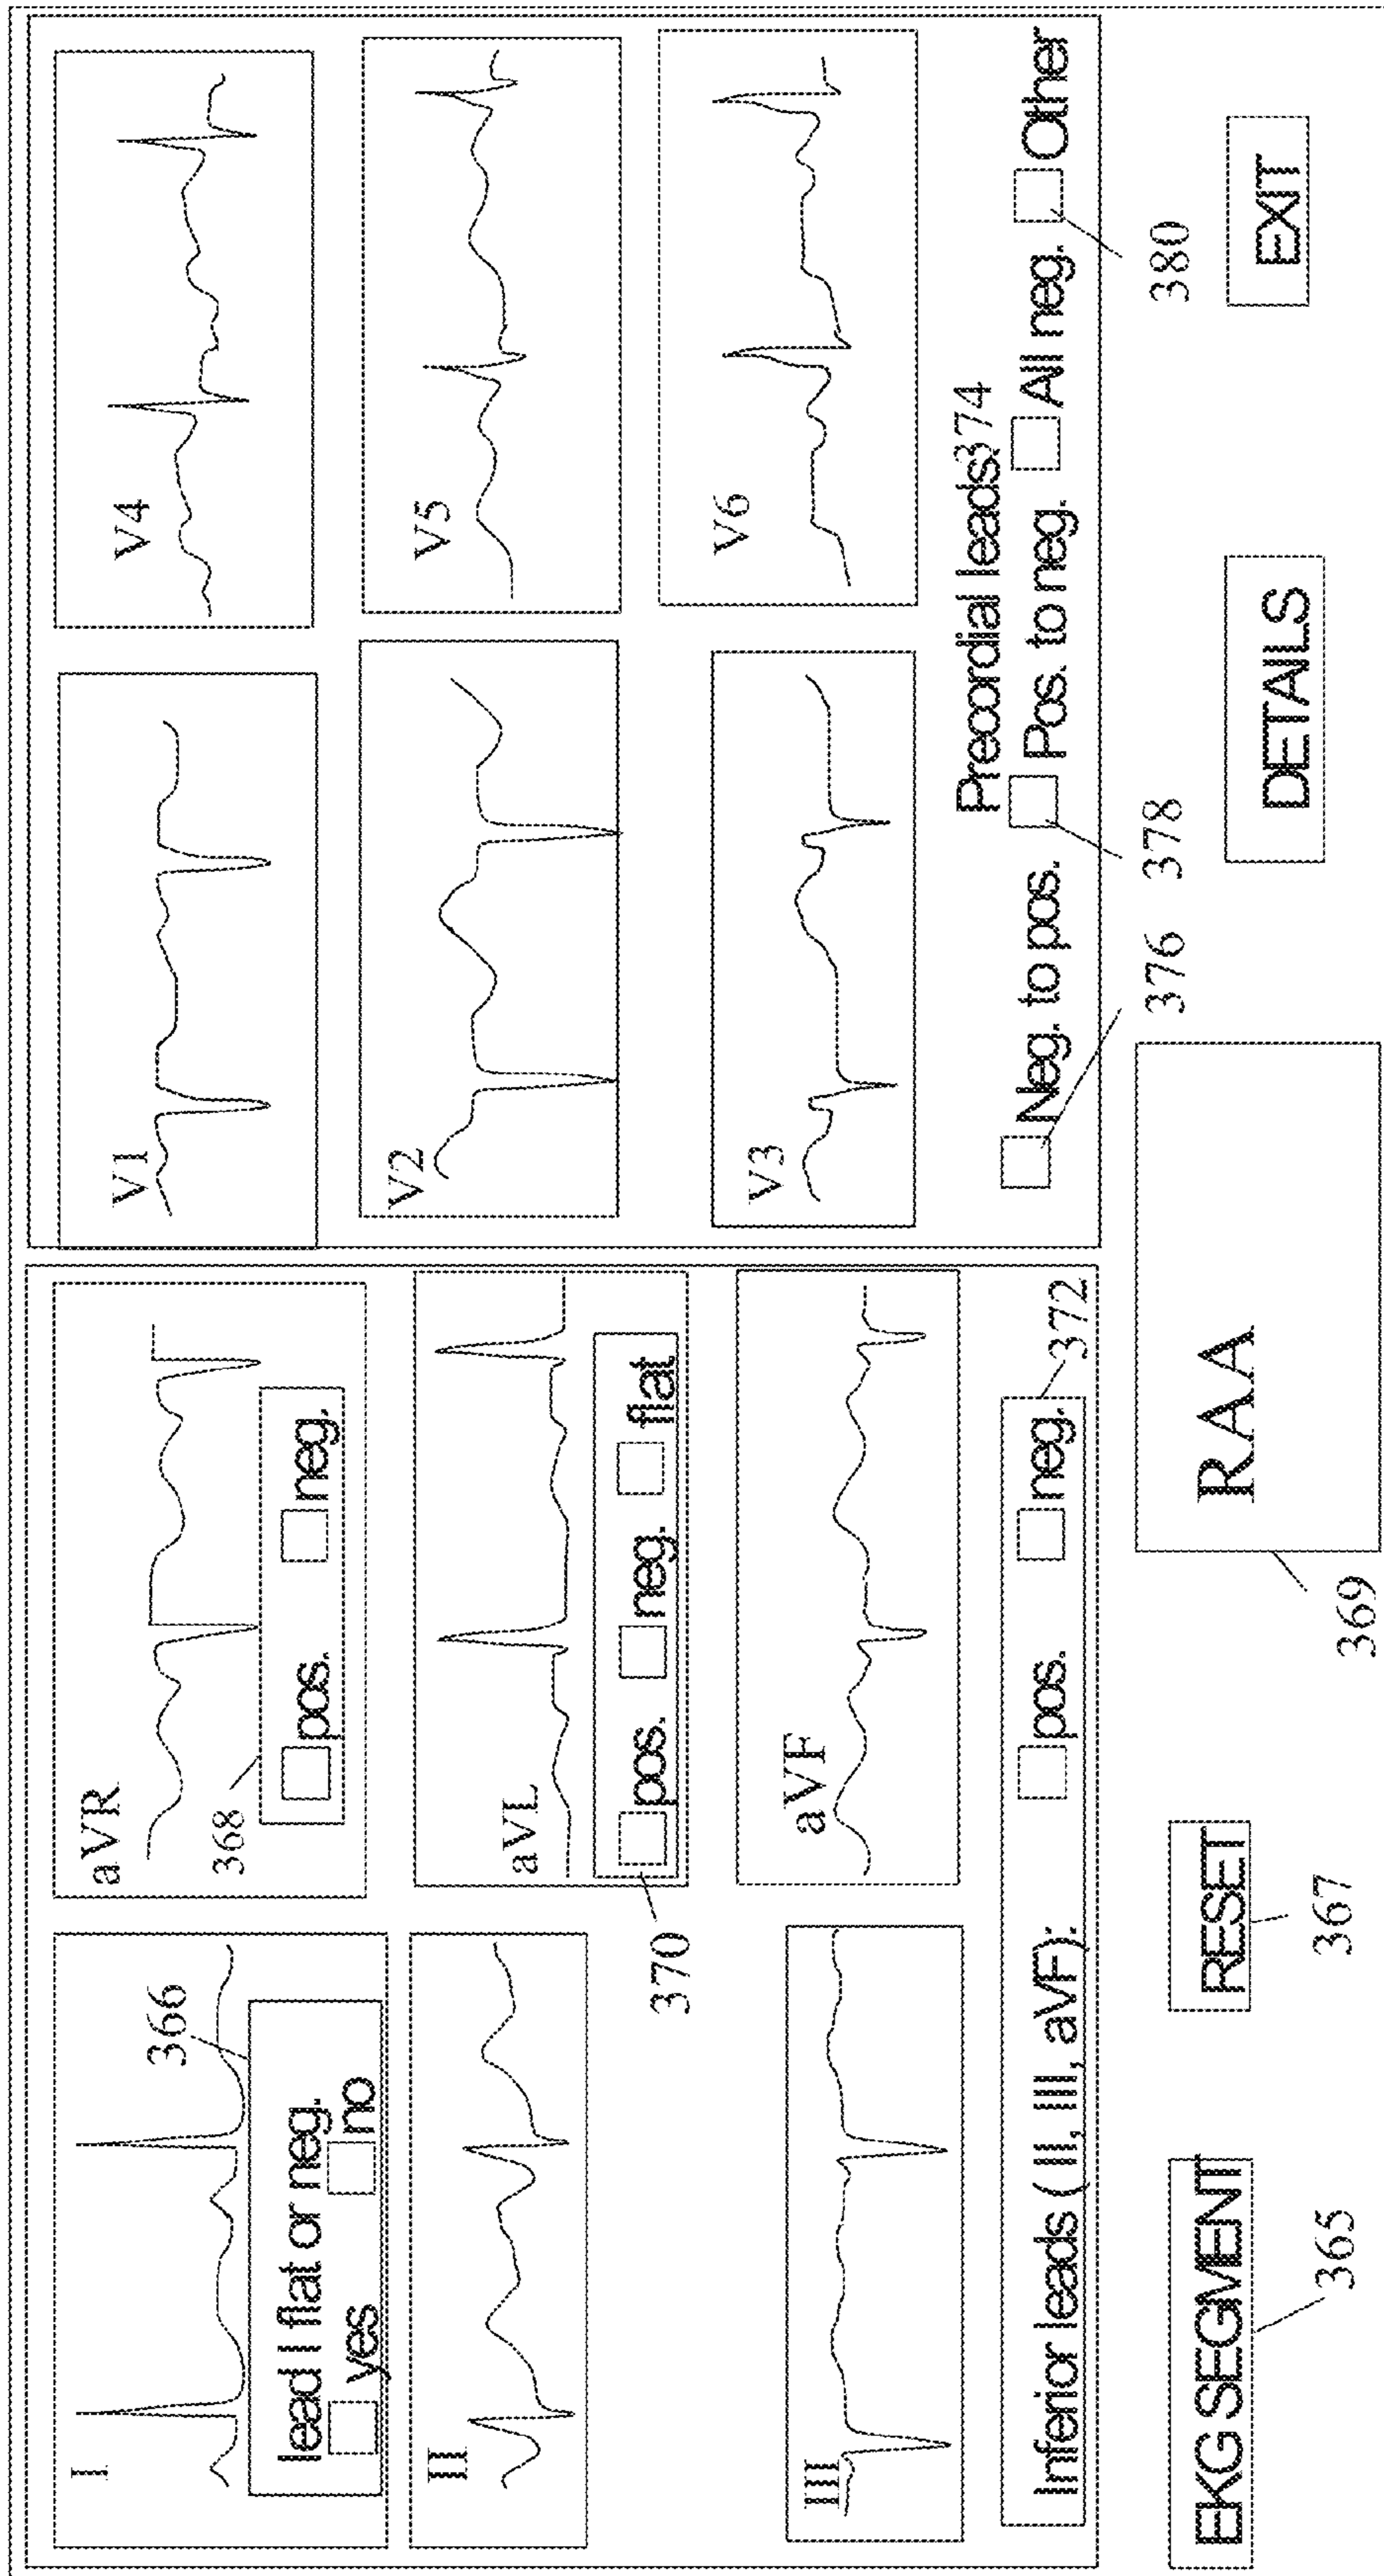 I
366
lead I flat or neg.
yes no
aVR
368
pos. neg.
II
aVL
pos. neg. flat
370
III
aVF
Inferior leads ( II, III, aVF):
pos. neg.
372
V1
V4
V2
V5
V3
V6
Precordial leads:
374
Neg. to pos. Pos. to neg. All neg. Other
376
378
380
EKG SEGMENT
365
RESET
367
RAA
369
DETAILS
EXIT